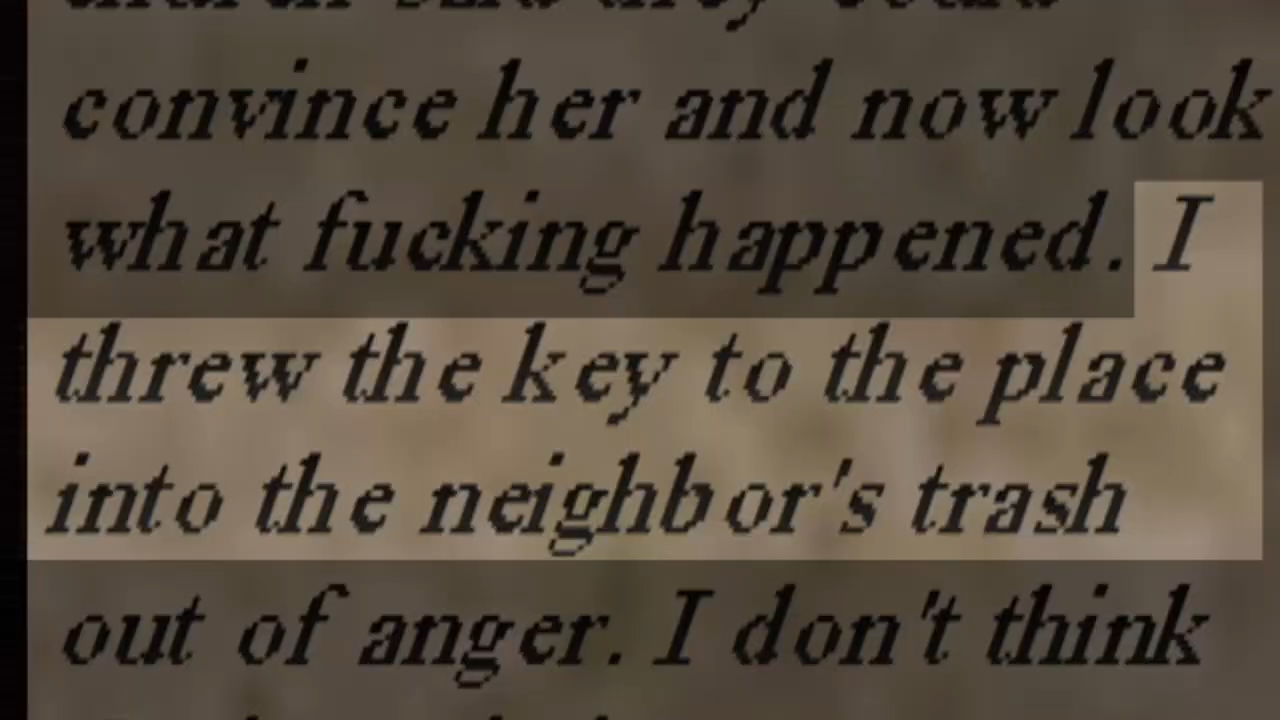 convince her and now look
what fucking happened. I
threw the key to the place
into the neighbor's trash
out of anger. I don't think